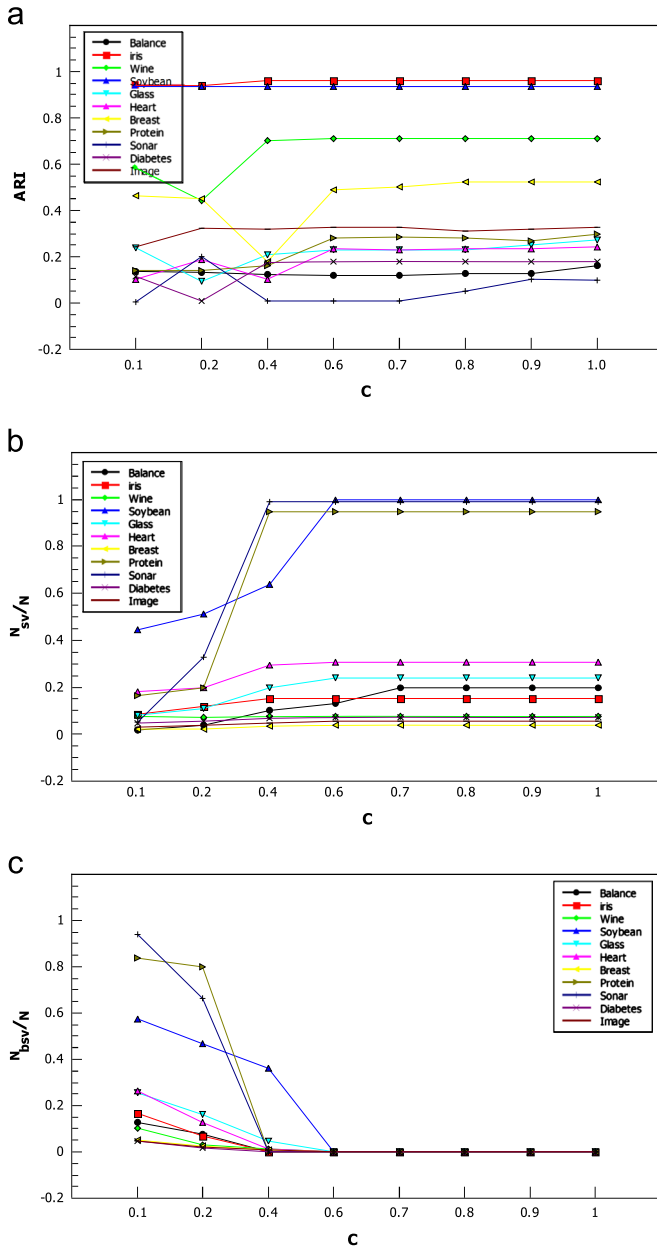 a
Balance
iris
Wine
Soybean
Glass
Heart
Breast
Protein
Sonar
Diabetes
Image
1
0.8
0.6
0.4
0.2
0
-0.2
ARI
0.1 0.2 0.4 0.6 0.7 0.8 0.9 1.0
C
b
Balance
iris
Wine
Soybean
Glass
Heart
Breast
Protein
Sonar
Diabetes
Image
1
0.8
0.6
0.4
0.2
0
-0.2
Nsv/N
0.1 0.2 0.4 0.6 0.7 0.8 0.9 1
C
c
Balance
iris
Wine
Soybean
Glass
Heart
Breast
Protein
Sonar
Diabetes
Image
1
0.8
0.6
0.4
0.2
0
-0.2
Nbsv/N
0.1 0.2 0.4 0.6 0.7 0.8 0.9 1
C